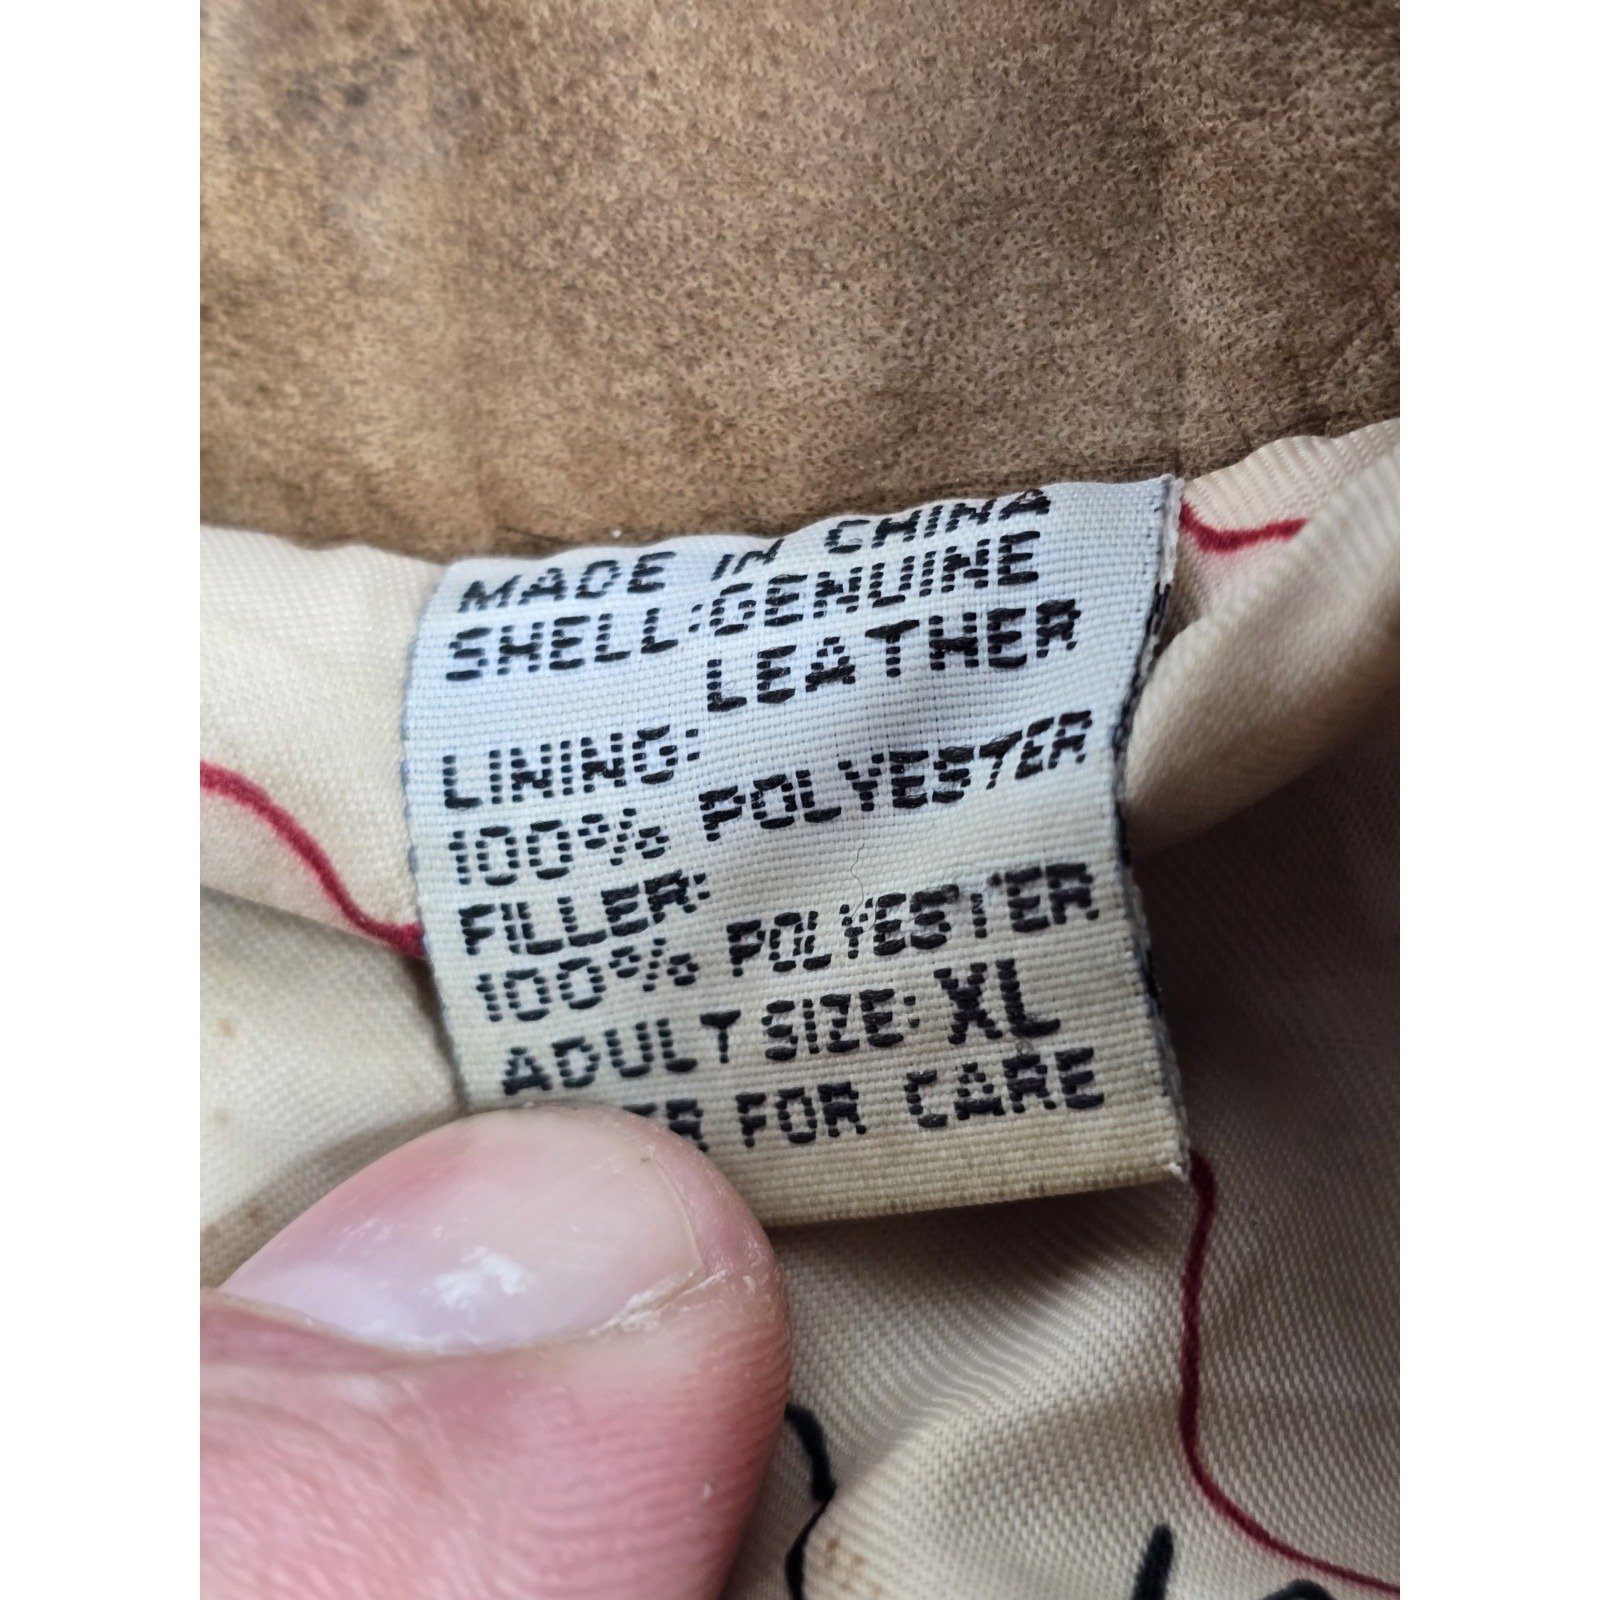 MADE IN CHINA
SHELL:GENUINE
LEATHER
LINING:
100% POLYESTER
FILLER:
100% POLYESTER
ADULT SIZE: XL
FOR CARE